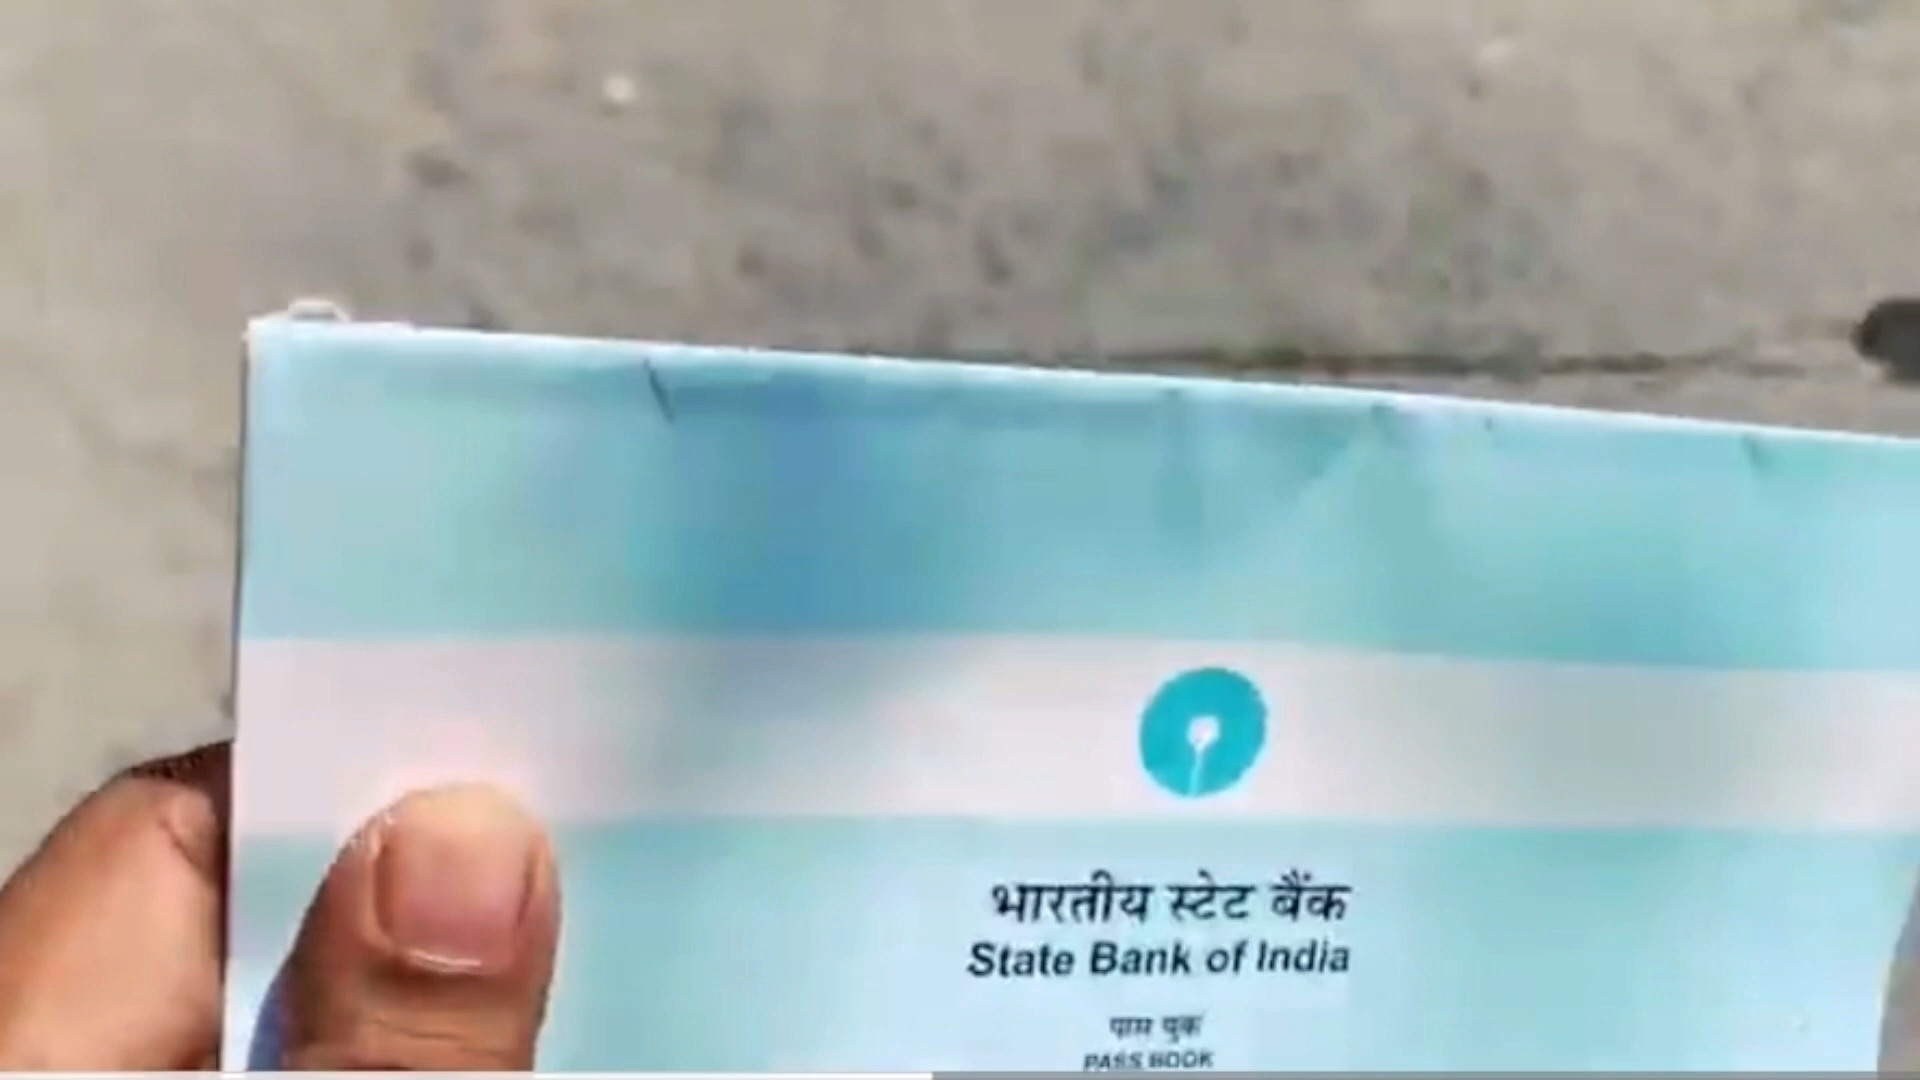 भारतीय स्टेट बैंक
State Bank of India
पास बुक
PASS BOOK